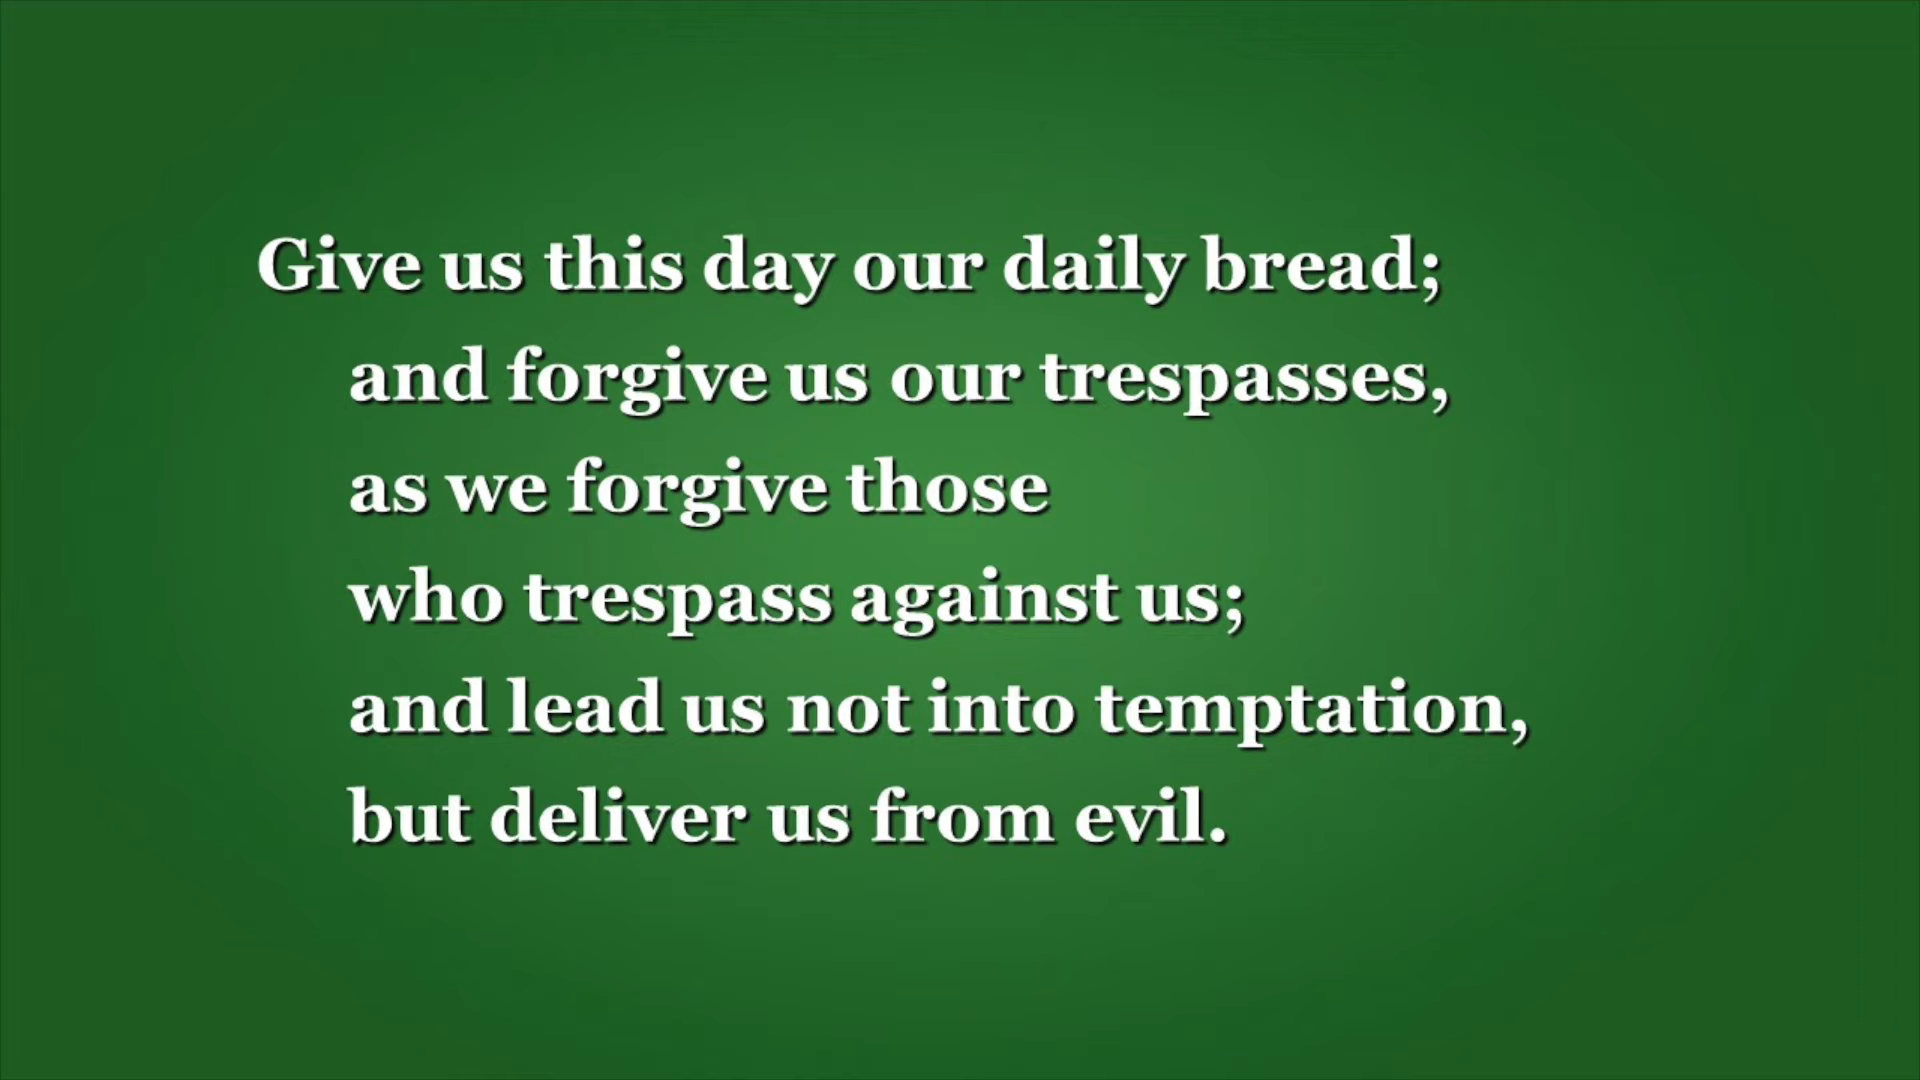 Give us this day our daily bread;
and forgive us our trespasses,
as we forgive those
who trespass against us;
and lead us not into temptation,
but deliver us from evil.